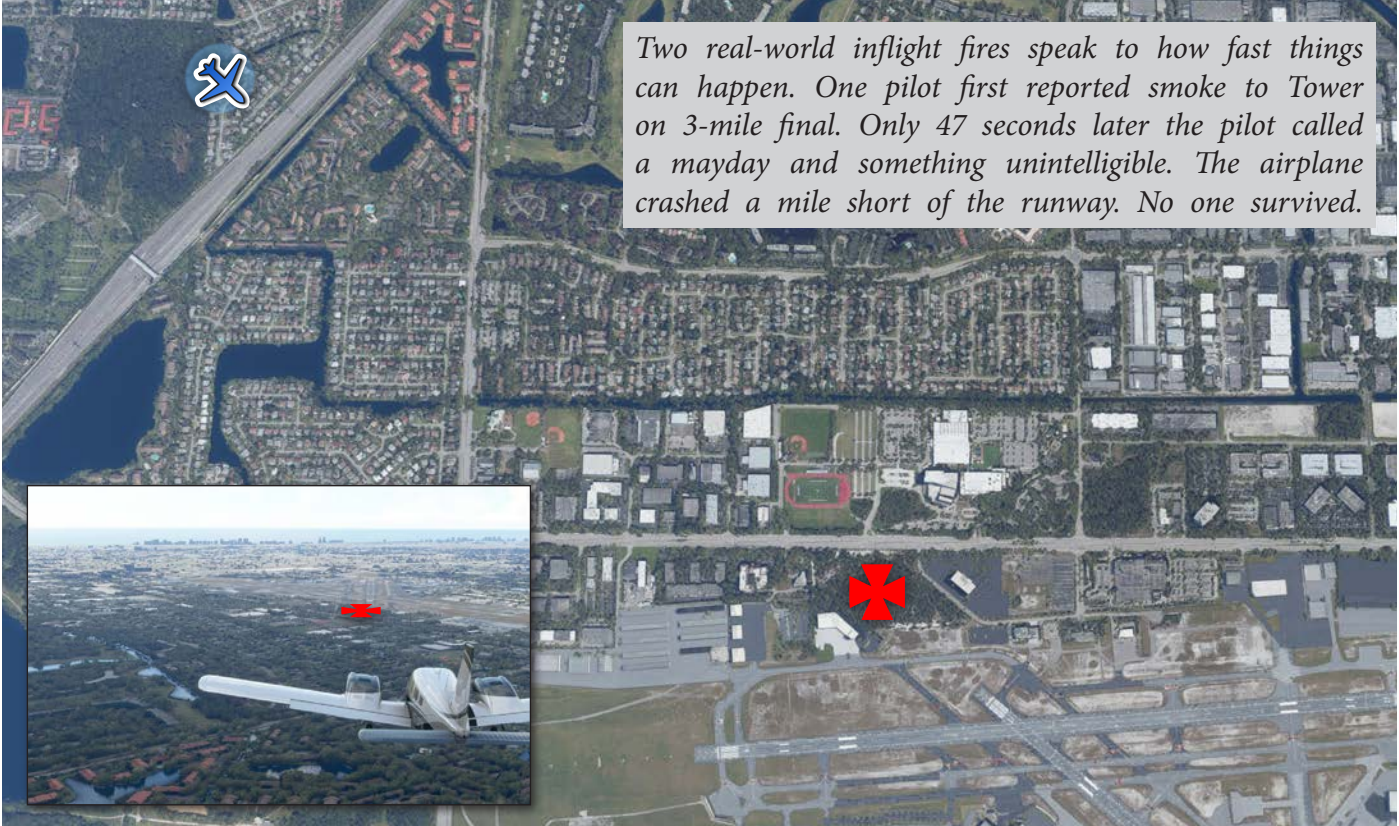 Two real-world inflight fires speak to how fast things
can happen. One pilot first reported smoke to Tower
on 3-mile final. Only 47 seconds later the pilot called
a mayday and something unintelligible. The airplane
crashed a mile short of the runway. No one survived.